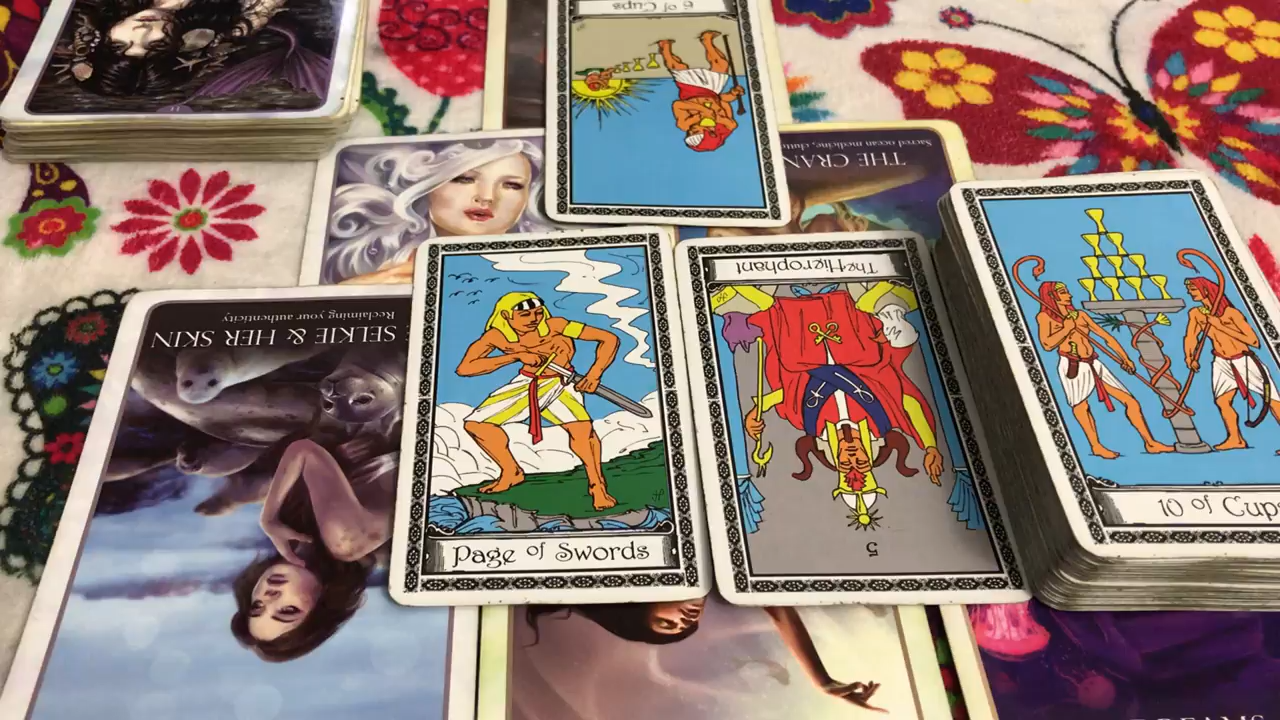 6 of Cups
THE CRAN
Sacred ocean medicine,
SELKIE & HER SKIN
Reclaiming your authenticity
The Hierophant
5
Page of Swords
10 of Cup